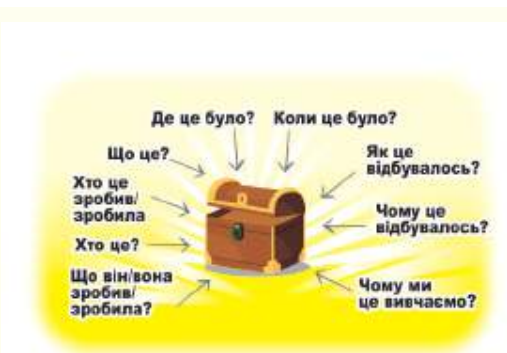 Де це було?
Коли це було?
Що це?
Як це
відбувалось?
Хто це
зробив/
зробила
Чому це
відбувалось?
Хто це?
Що він/вона
зробив/
зробила?
Чому ми
це вивчаємо?